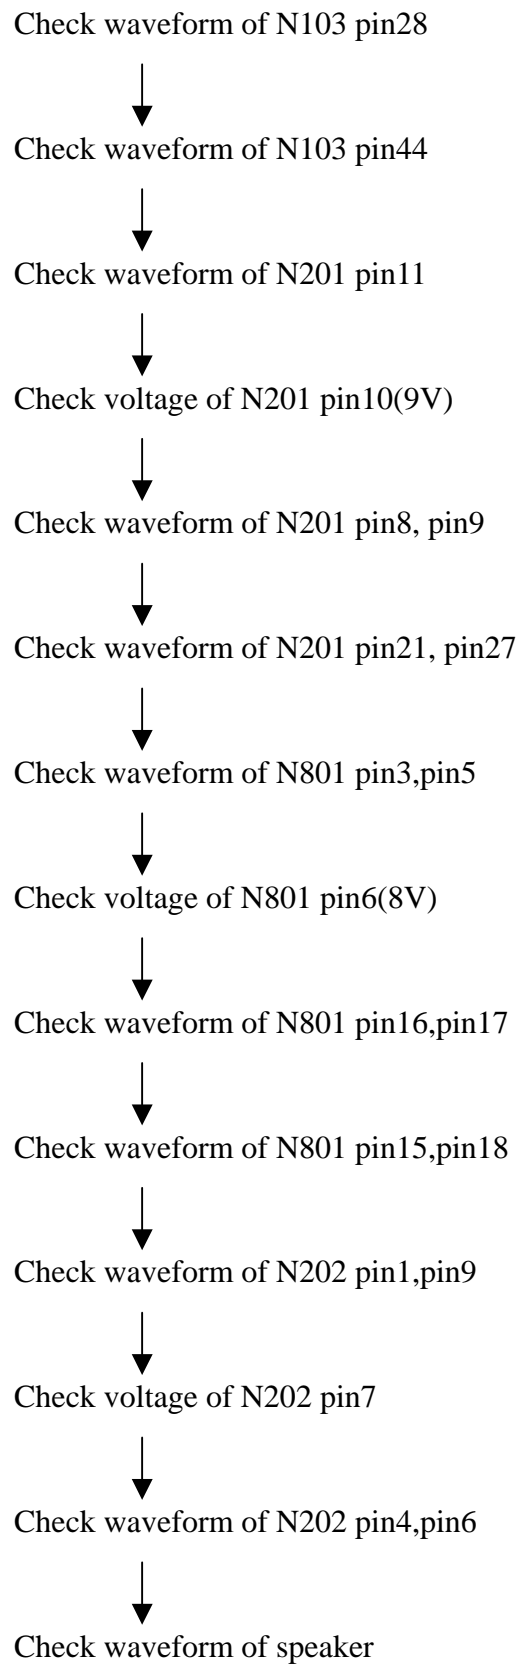 Check waveform of N103 pin28
Check waveform of N103 pin44
Check waveform of N201 pin11
Check voltage of N201 pin10(9V)
Check waveform of N201 pin8, pin9
Check waveform of N201 pin21, pin27
Check waveform of N801 pin3,pin5
Check voltage of N801 pin6(8V)
Check waveform of N801 pin16,pin17
Check waveform of N801 pin15,pin18
Check waveform of N202 pin1,pin9
Check voltage of N202 pin7
Check waveform of N202 pin4,pin6
Check waveform of speaker